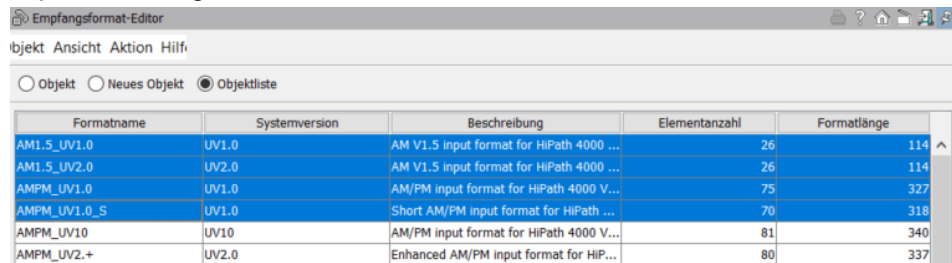 Empfangsformat-Editor
bjekt Ansicht Aktion Hilf
Objekt Neues Objekt Objektliste
Formatname Systemversion Beschreibung Elementanzahl Formatlänge
AM1.5_UV1.0 UV1.0 AM V1.5 input format for HiPath 4000 ... 26 114
AM1.5_UV2.0 UV2.0 AM V1.5 input format for HiPath 4000 ... 26 114
AMPM_UV1.0 UV1.0 AM/PM input format for HiPath 4000 V... 75 327
AMPM_UV1.0_S UV1.0 Short AM/PM input format for HiPath ... 70 318
AMPM_UV10 UV10 AM/PM input format for HiPath 4000 V... 81 340
AMPM_UV2.+ UV2.0 Enhanced AM/PM input format for HiP... 80 337